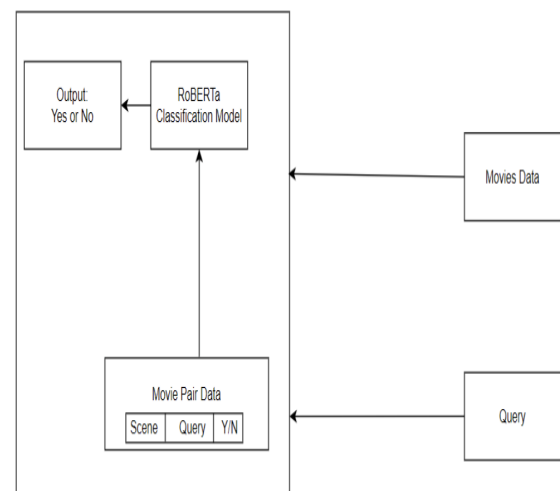 Output:
Yes or No
RoBERTa
Classification Model
Movies Data
Movie Pair Data
Scene Query Y/N
Query